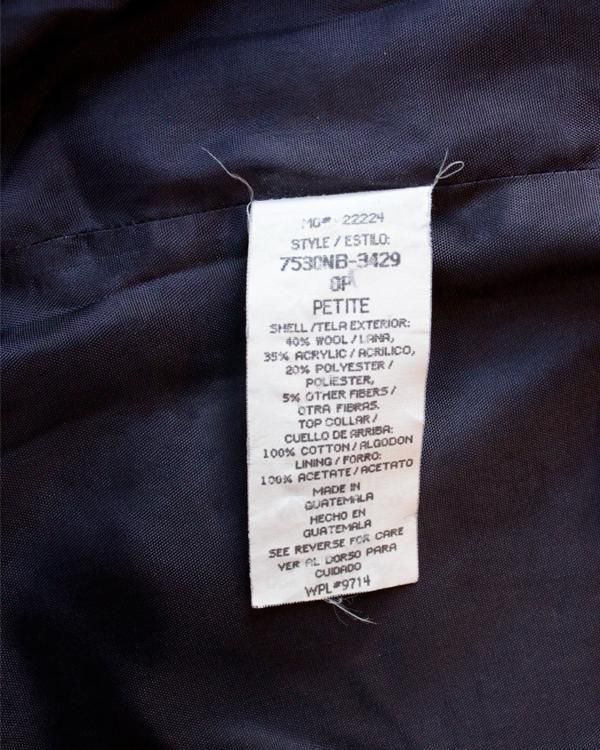 MO# 22224
STYLE / ESTILO:
7530NB-3429
0P
PETITE
SHELL /TELA EXTERIOR:
40% WOOL / LANA,
35% ACRYLIC / ACRILICO,
20% POLYESTER /
POLIESTER,
5% OTHER FIBERS /
OTRA FIBRAS.
TOP COLLAR /
CUELLO DE ARRIBA:
100% COTTON / ALGODON
LINING / FORRO:
100% ACETATE / ACETATO
MADE IN
GUATEMALA
HECHO EN
GUATEMALA
SEE REVERSE FOR CARE
VER AL DORSO PARA
CUIDADO
WPL#9714